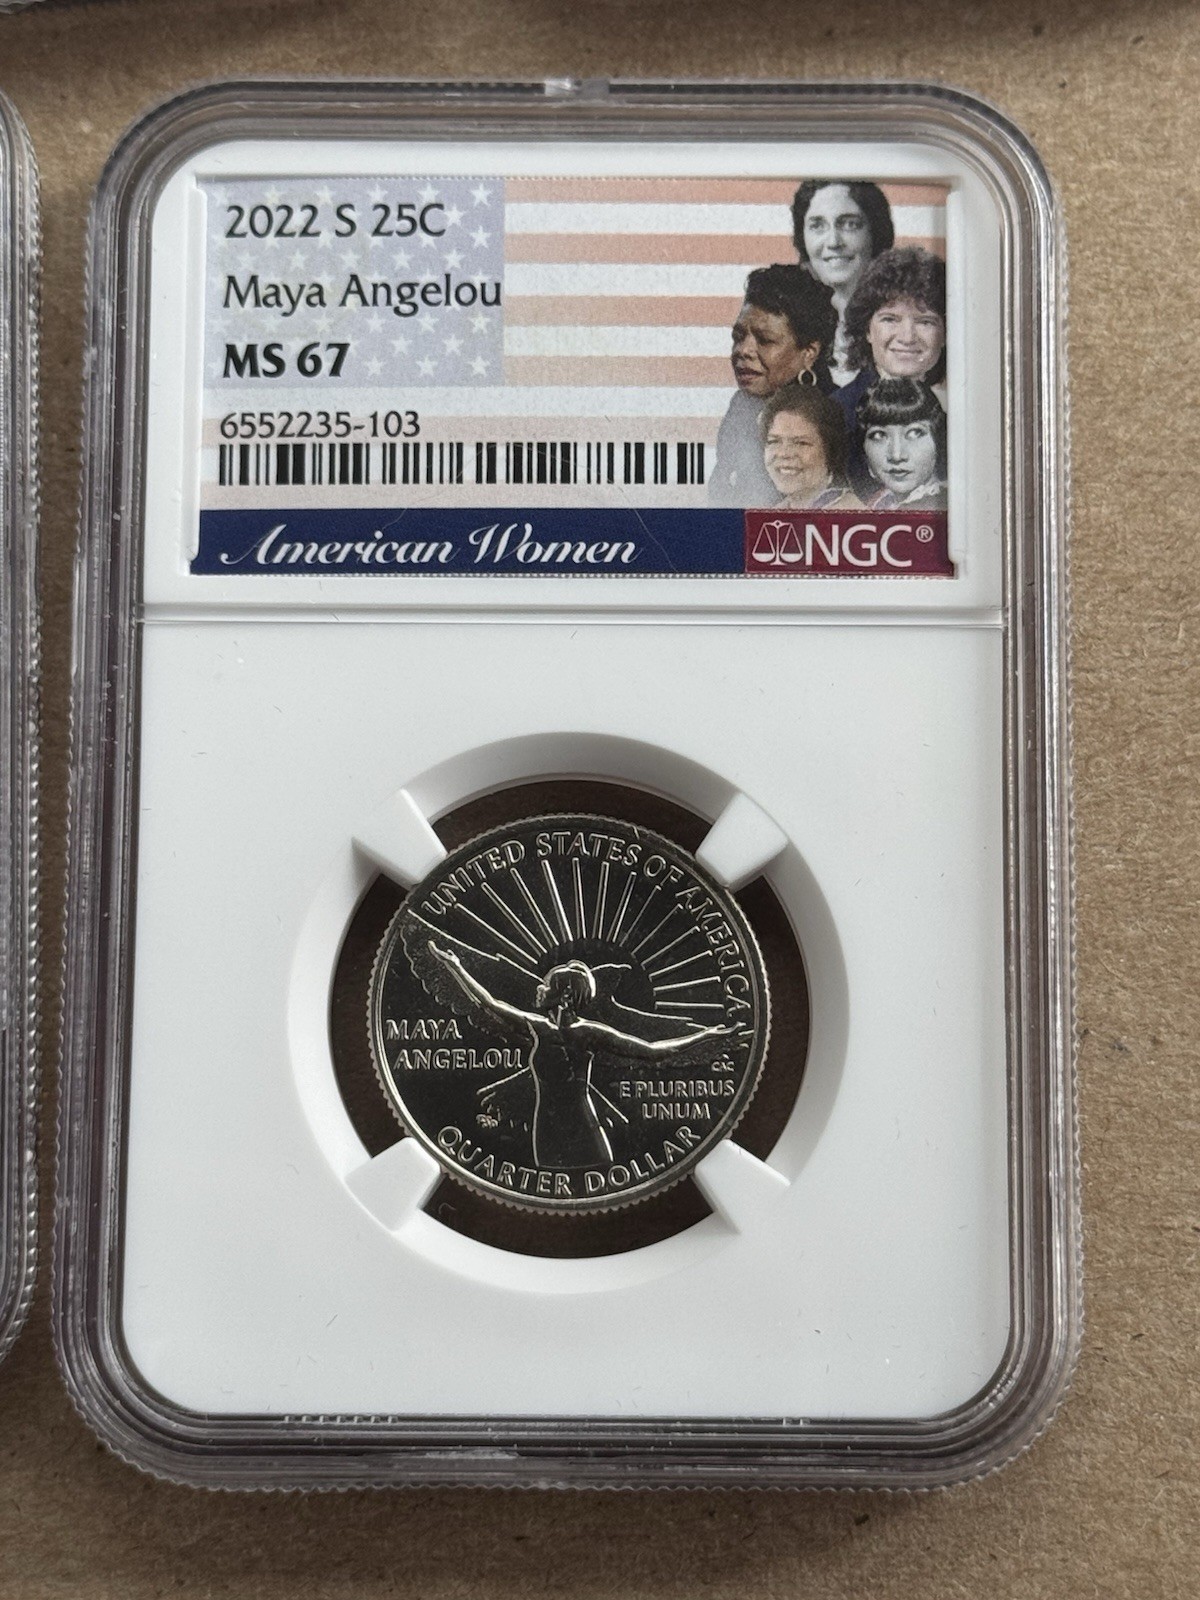 2022 S 25C
Maya Angelou
MS 67
6552235-103
American Women
NGC®
UNITED STATES OF AMERICA
MAYA
ANGELOU
CAC
E PLURIBUS
UNUM
QUARTER DOLLAR